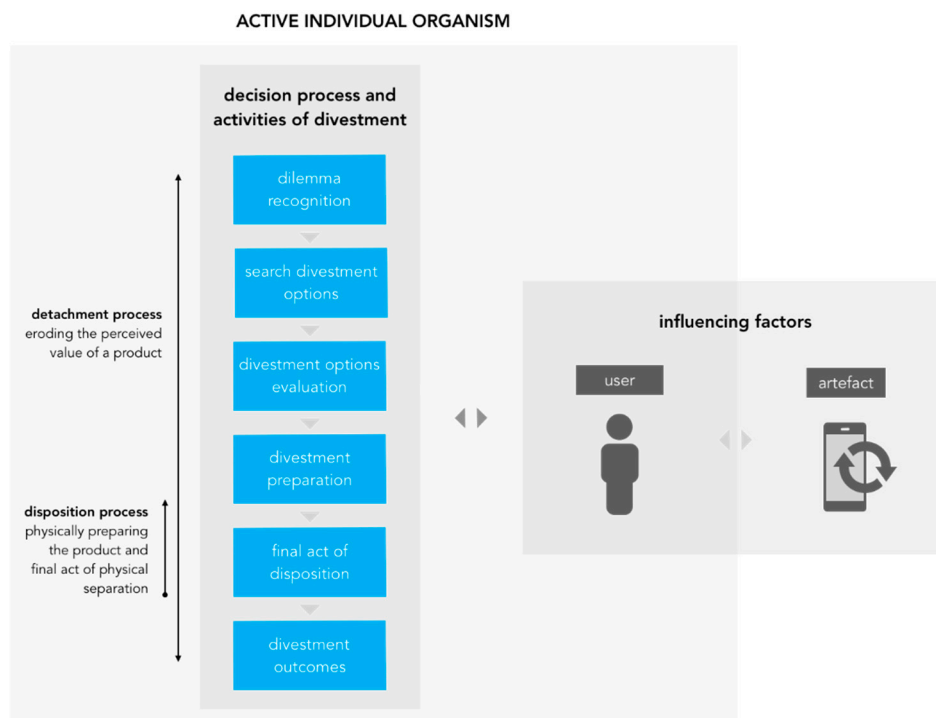 ACTIVE INDIVIDUAL ORGANISM
decision process and
activities of divestment
dilemma
recognition
search divestment
options
divestment options
evaluation
divestment
preparation
final act of
disposition
divestment
outcomes
detachment process
eroding the perceived
value of a product
disposition process
physically preparing
the product and
final act of physical
separation
influencing factors
user
artefact